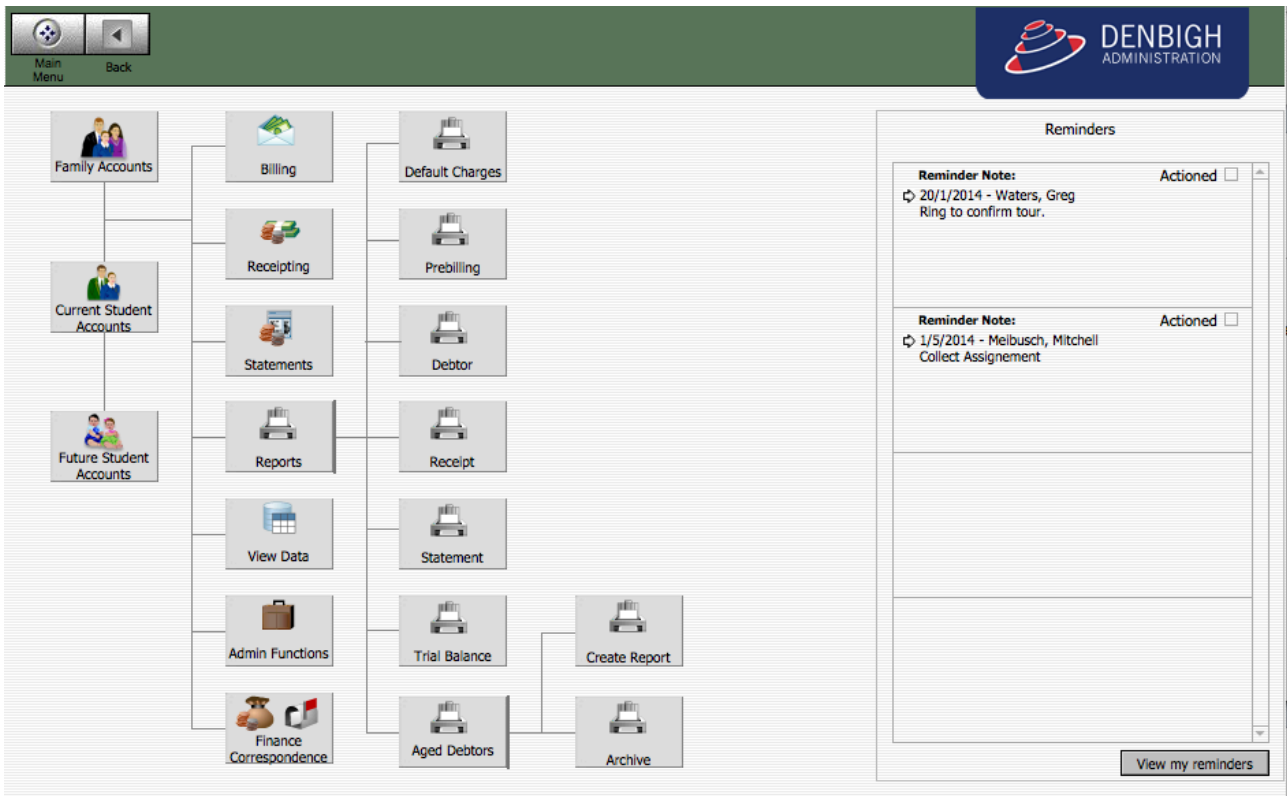 Main
Menu
Back
DENBIGH
ADMINISTRATION
Family Accounts
Current Student
Accounts
Future Student
Accounts
Billing
Receipting
Statements
Reports
View Data
Admin Functions
Finance
Correspondence
Default Charges
Prebilling
Debtor
Receipt
Statement
Trial Balance
Aged Debtors
Create Report
Archive
Reminders
Reminder Note: Actioned
20/1/2014 - Waters, Greg
Ring to confirm tour.
Reminder Note: Actioned
1/5/2014 - Meibusch, Mitchell
Collect Assignement
View my reminders